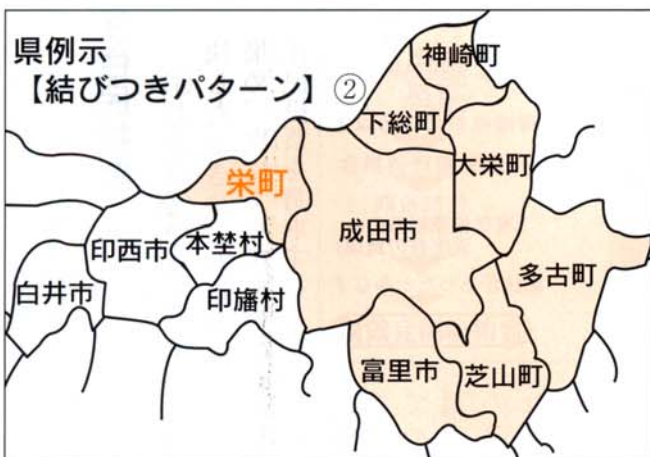 県例示
【結びつきパターン】②
神崎町
下総町
大栄町
栄町
成田市
印西市
本埜村
多古町
白井市
印旛村
富里市
芝山町